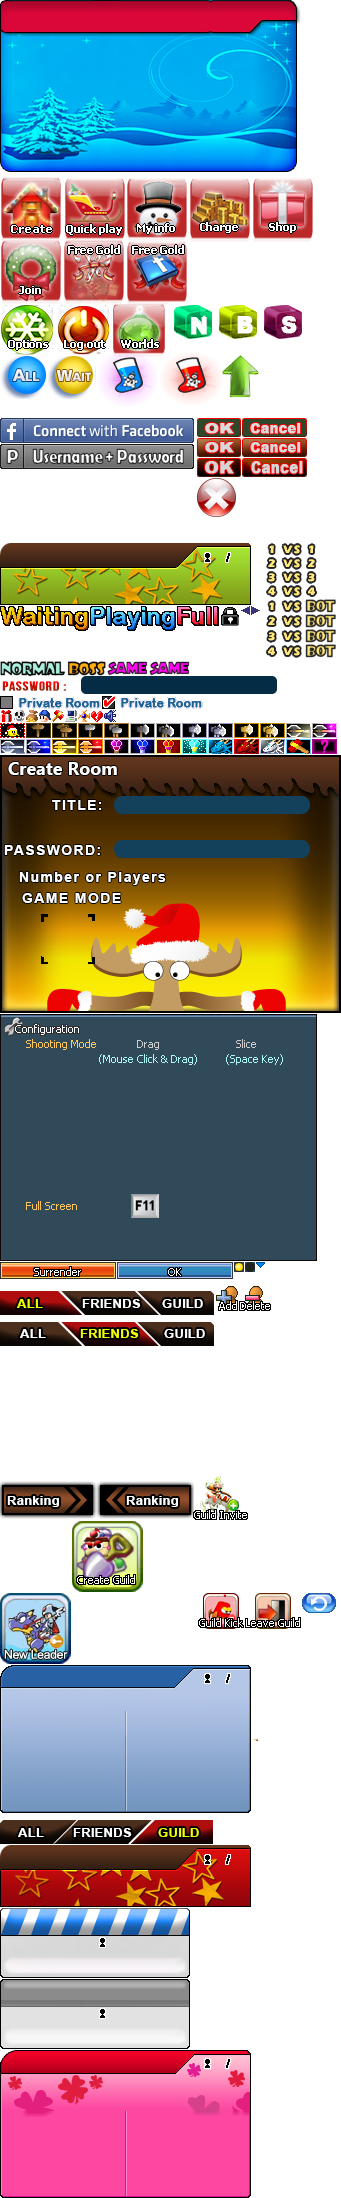 Create Quick play My info Charge Shop
Join Free Gold Free Gold
Options Log out Worlds N B S
ALL WAIT
f Connect with Facebook OK Cancel
P Username + Password OK Cancel
OK Cancel
1 VS 1
2 VS 2
3 VS 3
4 VS 4
1 VS BOT
2 VS BOT
3 VS BOT
4 VS BOT
/
WaitingPlayingFull
NORMAL BOSS SAME SAME
PASSWORD :
Private Room Private Room
?
Create Room
TITLE:
PASSWORD:
Number or Players
GAME MODE
Configuration
Shooting Mode Drag Slice
(Mouse Click & Drag) (Space Key)
Full Screen F11
Surrender OK
ALL FRIENDS GUILD Add Delete
ALL FRIENDS GUILD
Ranking Ranking Guild Invite
Create Guild
New Leader Guild Kick Leave Guild
/
ALL FRIENDS GUILD
/
/